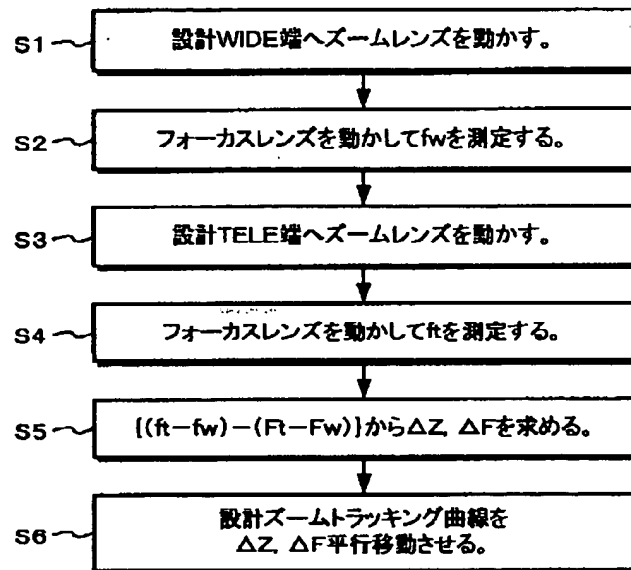 S1 設計WIDE端へズームレンズを動かす。
S2 フォーカスレンズを動かしてfwを測定する。
S3 設計TELE端へズームレンズを動かす。
S4 フォーカスレンズを動かしてftを測定する。
S5 {(ft－fw)－(Ft－Fw)}から△Z, △Fを求める。
S6 設計ズームトラッキング曲線を
△Z, △F平行移動させる。